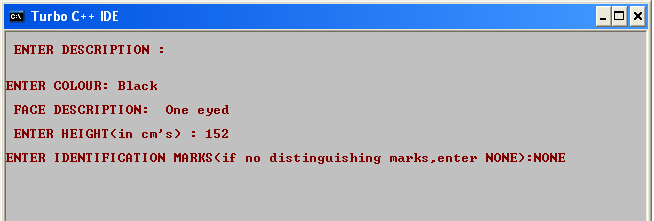 Turbo C++ IDE
ENTER DESCRIPTION :
ENTER COLOUR: Black
FACE DESCRIPTION:  One eyed
ENTER HEIGHT(in cm's) : 152
ENTER IDENTIFICATION MARKS(if no distinguishing marks,enter NONE):NONE